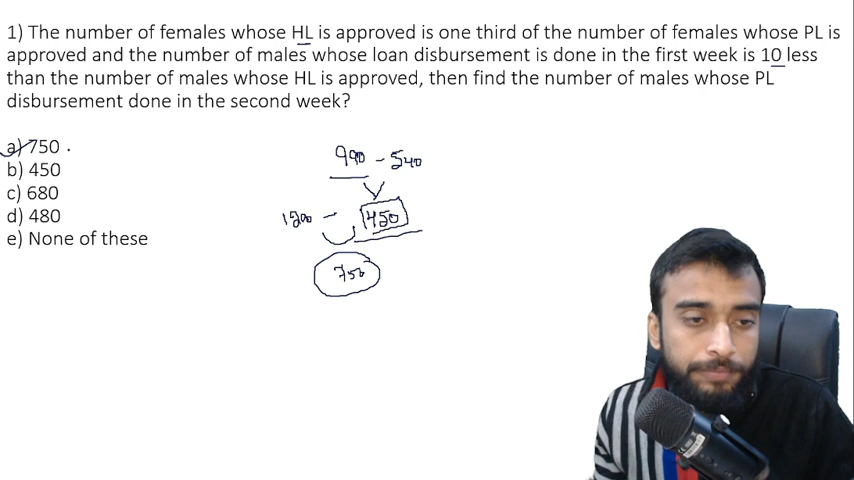 1) The number of females whose HL is approved is one third of the number of females whose PL is
approved and the number of males whose loan disbursement is done in the first week is 10 less
than the number of males whose HL is approved, then find the number of males whose PL
disbursement done in the second week?
a) 750 .
b) 450
c) 680
d) 480
e) None of these
990 - 540
1200 - 450
750